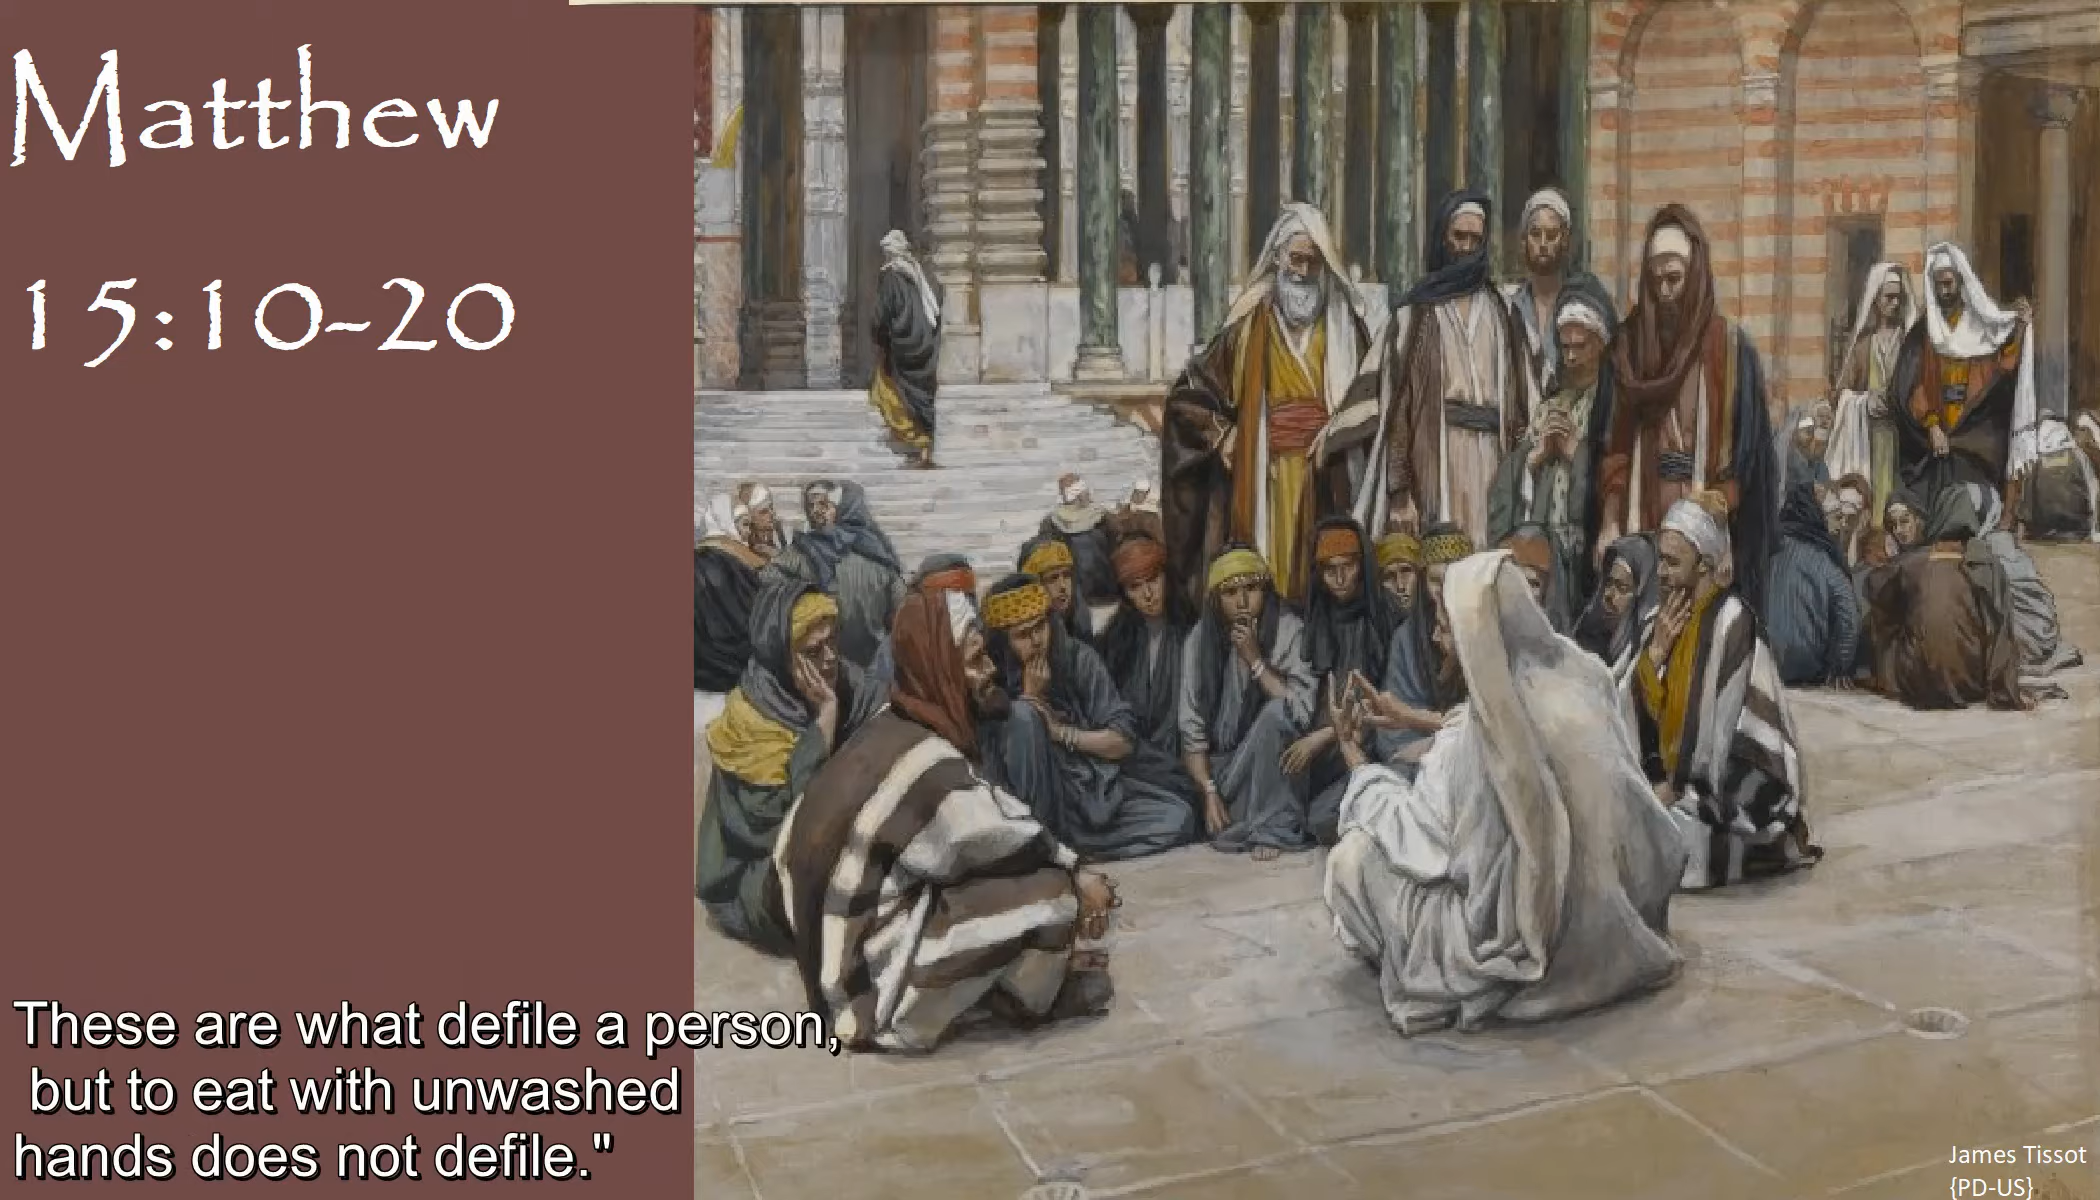 Matthew
15:10-20
These are what defile a person,
but to eat with unwashed
hands does not defile."
James Tissot
{PD-US}